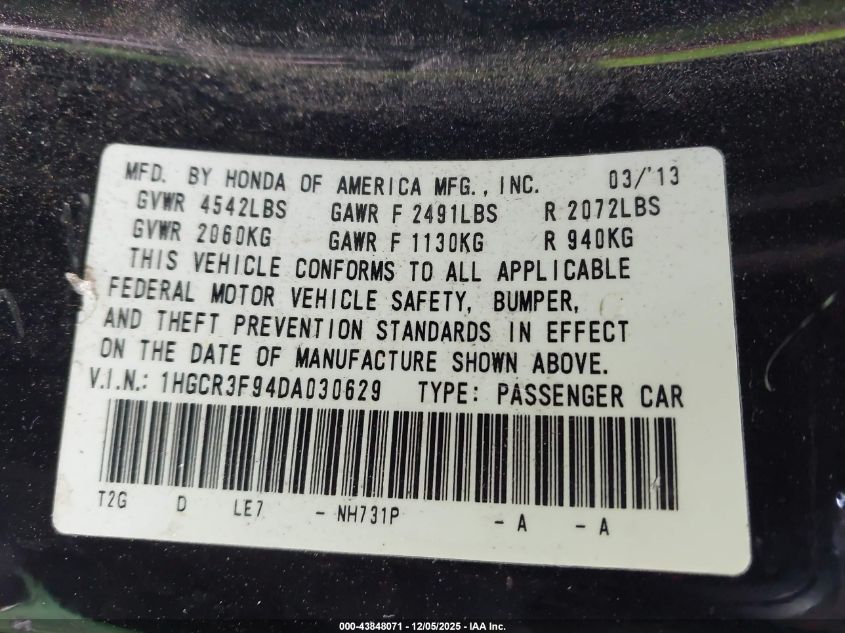 MFD. BY HONDA OF AMERICA MFG., INC. 03/'13
GVWR 4542LBS GAWR F 2491LBS R 2072LBS
GVWR 2060KG GAWR F 1130KG R 940KG
THIS VEHICLE CONFORMS TO ALL APPLICABLE
FEDERAL MOTOR VEHICLE SAFETY, BUMPER,
AND THEFT PREVENTION STANDARDS IN EFFECT
ON THE DATE OF MANUFACTURE SHOWN ABOVE.
V.I.N.: 1HGCR3F94DA030629 TYPE: PASSENGER CAR
T2G D LE7 - NH731P - A - A
000-43848071 - 12/05/2025 - IAA Inc.